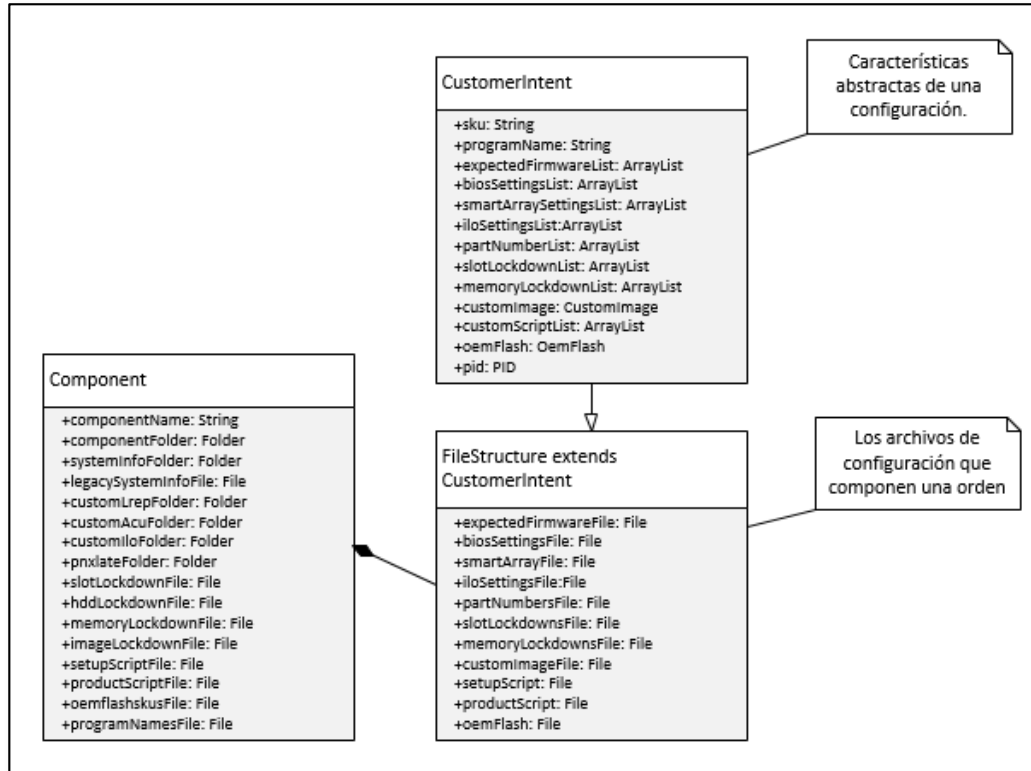 CustomerIntent
+sku: String
+programName: String
+expectedFirmwareList: ArrayList
+biosSettingsList: ArrayList
+smartArraySettingsList: ArrayList
+iloSettingsList:ArrayList
+partNumberList: ArrayList
+slotLockdownList: ArrayList
+memoryLockdownList: ArrayList
+customImage: CustomImage
+customScriptList: ArrayList
+oemFlash: OemFlash
+pid: PID
Características
abstractas de una
configuración.
Component
+componentName: String
+componentFolder: Folder
+systemInfoFolder: Folder
+legacySystemInfoFile: File
+customLrepFolder: Folder
+customAcuFolder: Folder
+customIloFolder: Folder
+pnxlateFolder: Folder
+slotLockdownFile: File
+hddLockdownFile: File
+memoryLockdownFile: File
+imageLockdownFile: File
+setupScriptFile: File
+productScriptFile: File
+oemflashskusFile: File
+programNamesFile: File
FileStructure extends
CustomerIntent
+expectedFirmwareFile: File
+biosSettingsFile: File
+smartArrayFile: File
+iloSettingsFile:File
+partNumbersFile: File
+slotLockdownsFile: File
+memoryLockdownsFile: File
+customImageFile: File
+setupScript: File
+productScript: File
+oemFlash: File
Los archivos de
configuración que
componen una orden